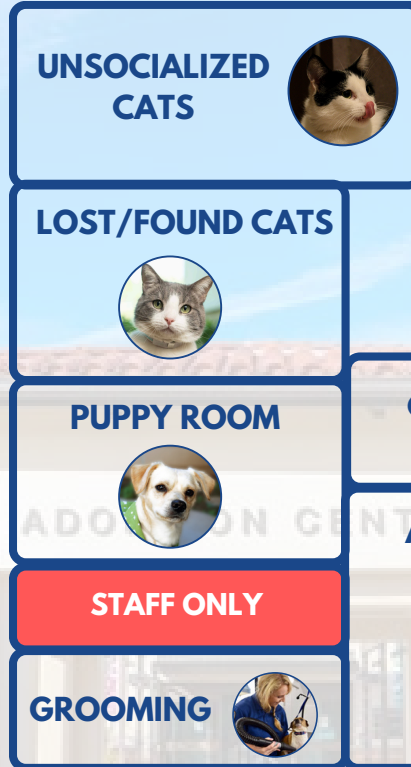 UNSOCIALIZED
CATS
LOST/FOUND CATS
PUPPY ROOM
STAFF ONLY
GROOMING